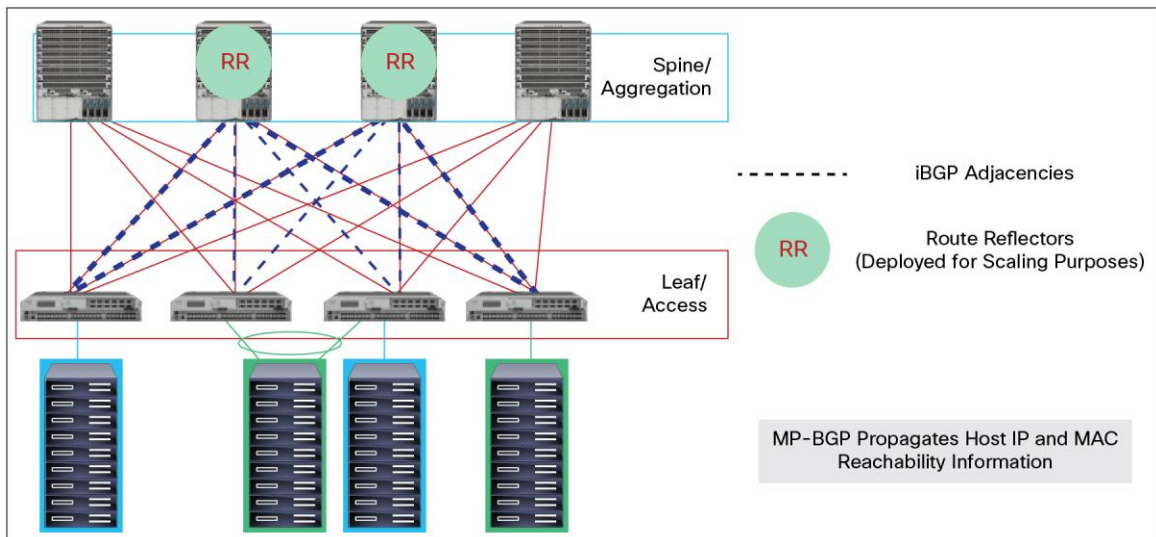 RR
RR
Spine/
Aggregation
iBGP Adjacencies
RR
Route Reflectors
(Deployed for Scaling Purposes)
Leaf/
Access
MP-BGP Propagates Host IP and MAC
Reachability Information